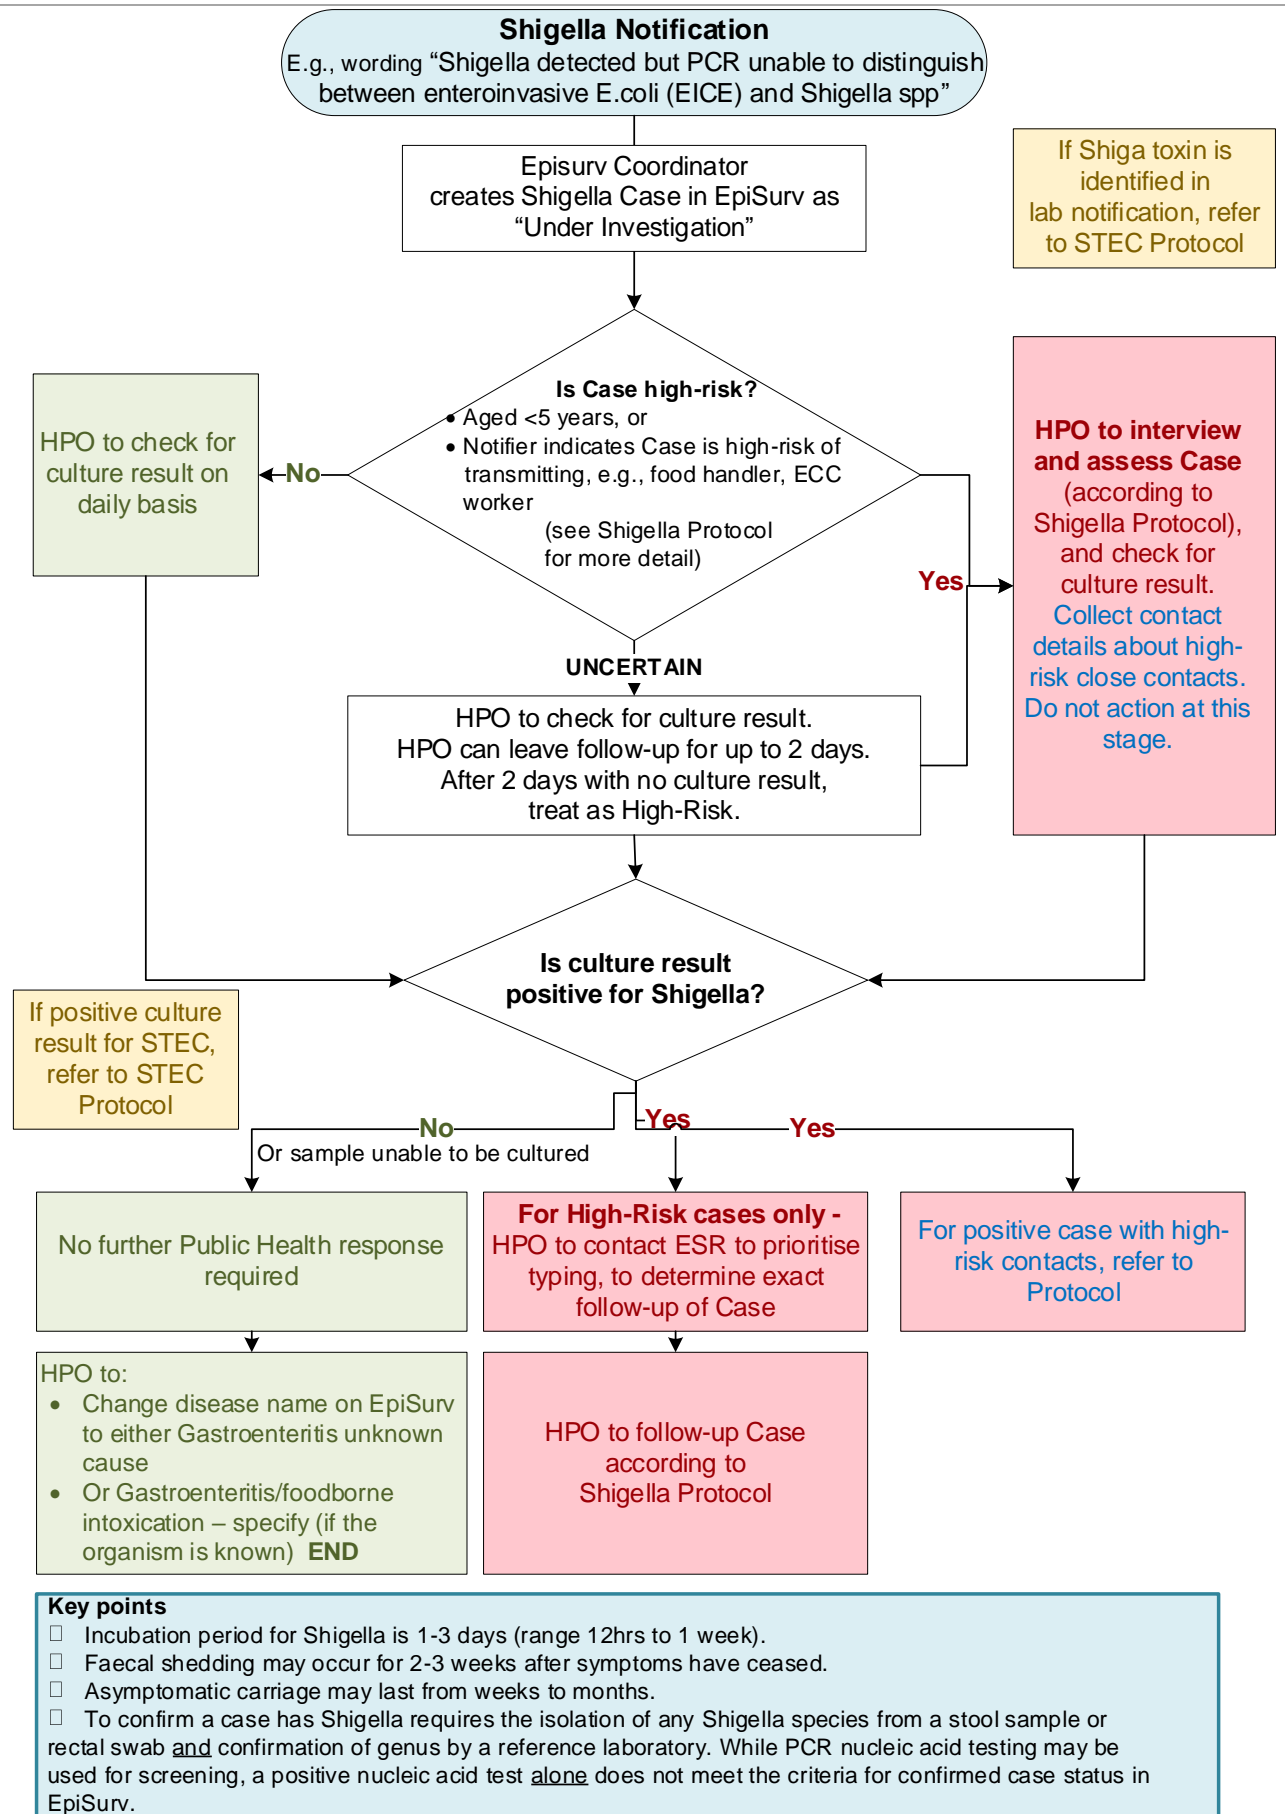 Shigella Notification
E.g., wording “Shigella detected but PCR unable to distinguish
between enteroinvasive E.coli (EICE) and Shigella spp”
Episurv Coordinator
creates Shigella Case in EpiSurv as
“Under Investigation”
If Shiga toxin is
identified in
lab notification, refer
to STEC Protocol
Is Case high-risk?
• Aged <5 years, or
• Notifier indicates Case is high-risk of
transmitting, e.g., food handler, ECC
worker
(see Shigella Protocol
for more detail)
No
HPO to check for
culture result on
daily basis
Yes
HPO to interview
and assess Case
(according to
Shigella Protocol),
and check for
culture result.
Collect contact
details about high-
risk close contacts.
Do not action at this
stage.
UNCERTAIN
HPO to check for culture result.
HPO can leave follow-up for up to 2 days.
After 2 days with no culture result,
treat as High-Risk.
Is culture result
positive for Shigella?
If positive culture
result for STEC,
refer to STEC
Protocol
No
Or sample unable to be cultured
Yes
Yes
No further Public Health response
required
For High-Risk cases only -
HPO to contact ESR to prioritise
typing, to determine exact
follow-up of Case
For positive case with high-
risk contacts, refer to
Protocol
HPO to:
• Change disease name on EpiSurv
to either Gastroenteritis unknown
cause
• Or Gastroenteritis/foodborne
intoxication – specify (if the
organism is known) END
HPO to follow-up Case
according to
Shigella Protocol
Key points
Incubation period for Shigella is 1-3 days (range 12hrs to 1 week).
Faecal shedding may occur for 2-3 weeks after symptoms have ceased.
Asymptomatic carriage may last from weeks to months.
To confirm a case has Shigella requires the isolation of any Shigella species from a stool sample or
rectal swab and confirmation of genus by a reference laboratory. While PCR nucleic acid testing may be
used for screening, a positive nucleic acid test alone does not meet the criteria for confirmed case status in
EpiSurv.